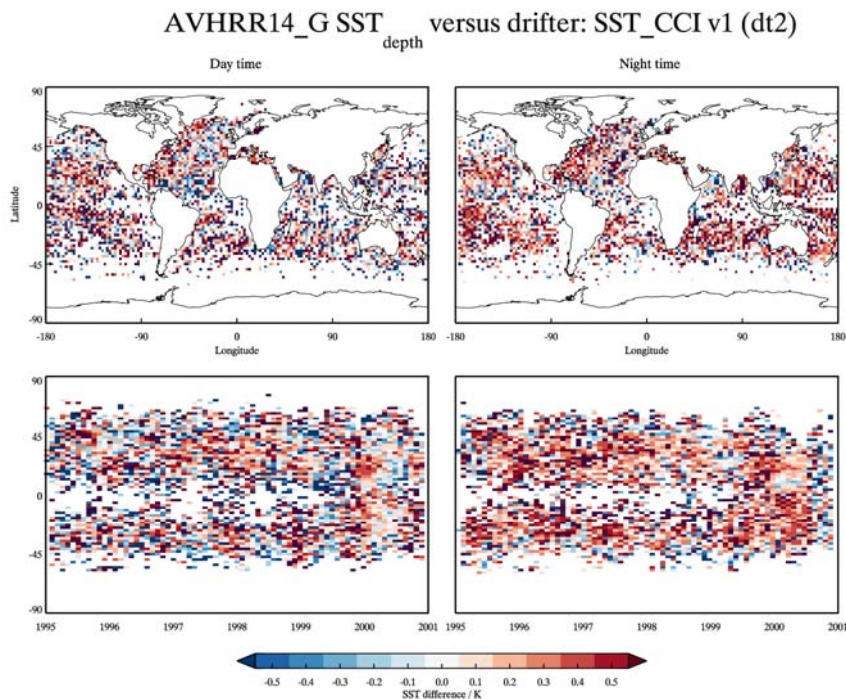 AVHRR14_G SST_depth versus drifter: SST_CCI v1 (dt2)
Day time
Night time
90
45
0
-45
-90
Latitude
-180 -90 0 90 180
-180 -90 0 90 180
Longitude
Longitude
90
45
0
-45
-90
1995 1996 1997 1998 1999 2000 2001
1995 1996 1997 1998 1999 2000 2001
-0.5 -0.4 -0.3 -0.2 -0.1 0.0 0.1 0.2 0.3 0.4 0.5
SST difference / K